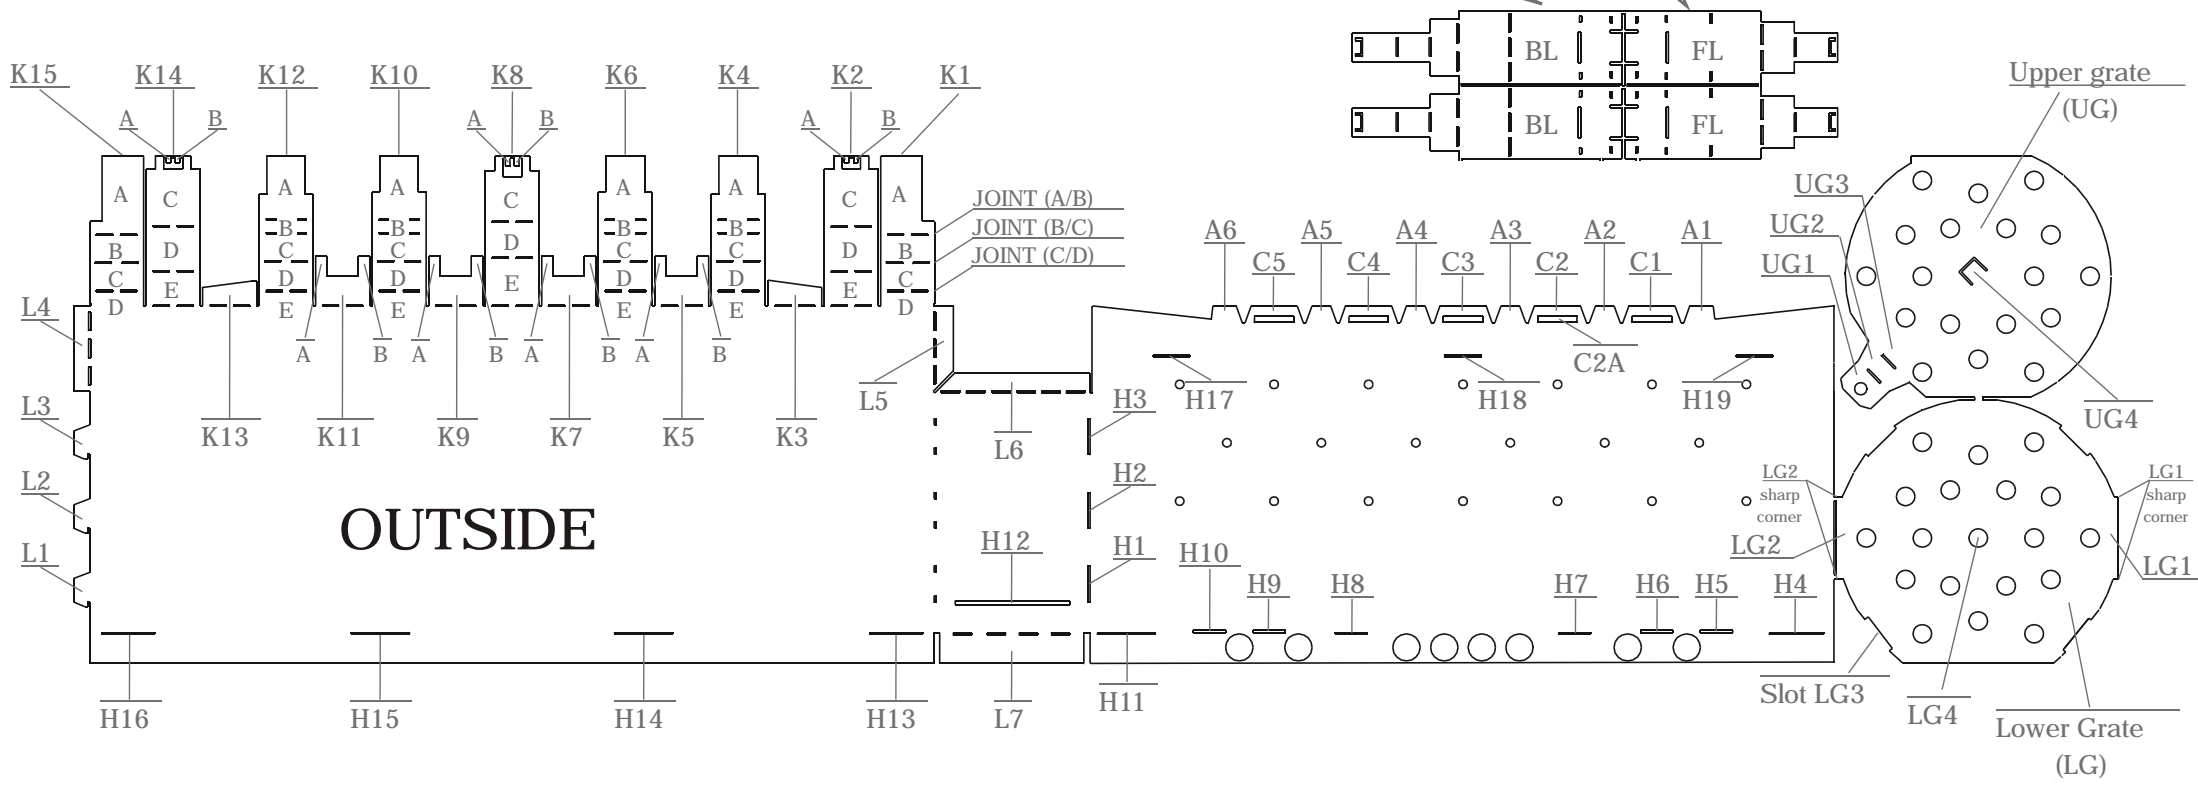 BL FL
BL FL
K15 K14 K12 K10 K8 K6 K4 K2 K1
Upper grate
(UG)
A B A B A B
A C A A C A A C A
UG3
JOINT (A/B)
UG2
B B B B
JOINT (B/C)
A6 A5 A4 A3 A2 A1
B D C C D C C D B
JOINT (C/D)
C5 C4 C3 C2 C1
UG1
C E D D E D D E C
L4 D E E E E D
A B A B A B A B
C2A
L5 H17 H18 H19
L3 H3
UG4
K13 K11 K9 K7 K5 K3
L6
L2 H2
LG2
sharp
corner
LG1
sharp
corner
OUTSIDE
H12
L1 H1 H10 LG2 LG1
H9 H8 H7 H6 H5 H4
H16 H15 H14 H13 L7 H11
Slot LG3
LG4
Lower Grate
(LG)